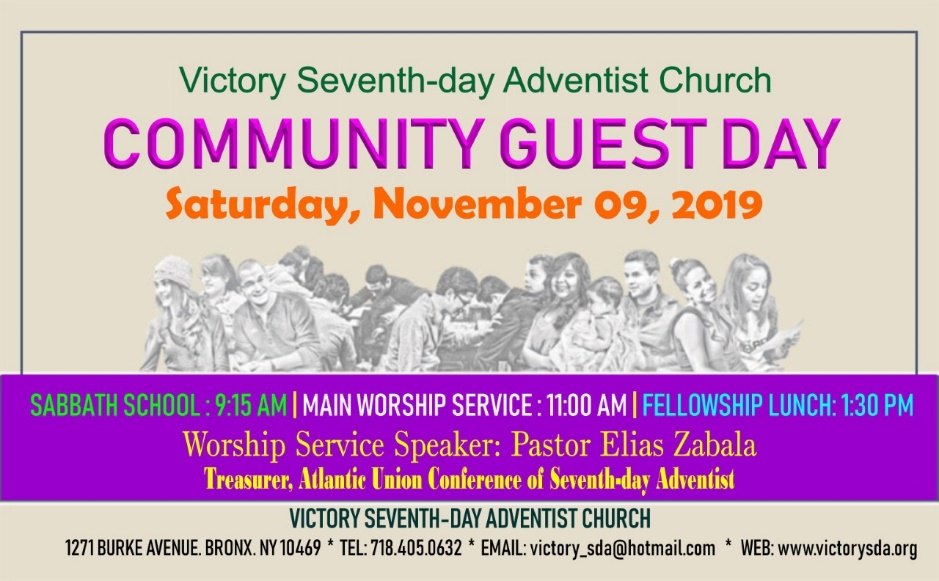 Victory Seventh-day Adventist Church
COMMUNITY GUEST DAY
Saturday, November 09, 2019
SABBATH SCHOOL : 9:15 AM | MAIN WORSHIP SERVICE : 11:00 AM | FELLOWSHIP LUNCH: 1:30 PM
Worship Service Speaker: Pastor Elias Zabala
Treasurer, Atlantic Union Conference of Seventh-day Adventist
VICTORY SEVENTH-DAY ADVENTIST CHURCH
1271 BURKE AVENUE. BRONX. NY 10469 * TEL: 718.405.0632 * EMAIL: victory_sda@hotmail.com * WEB: www.victorysda.org